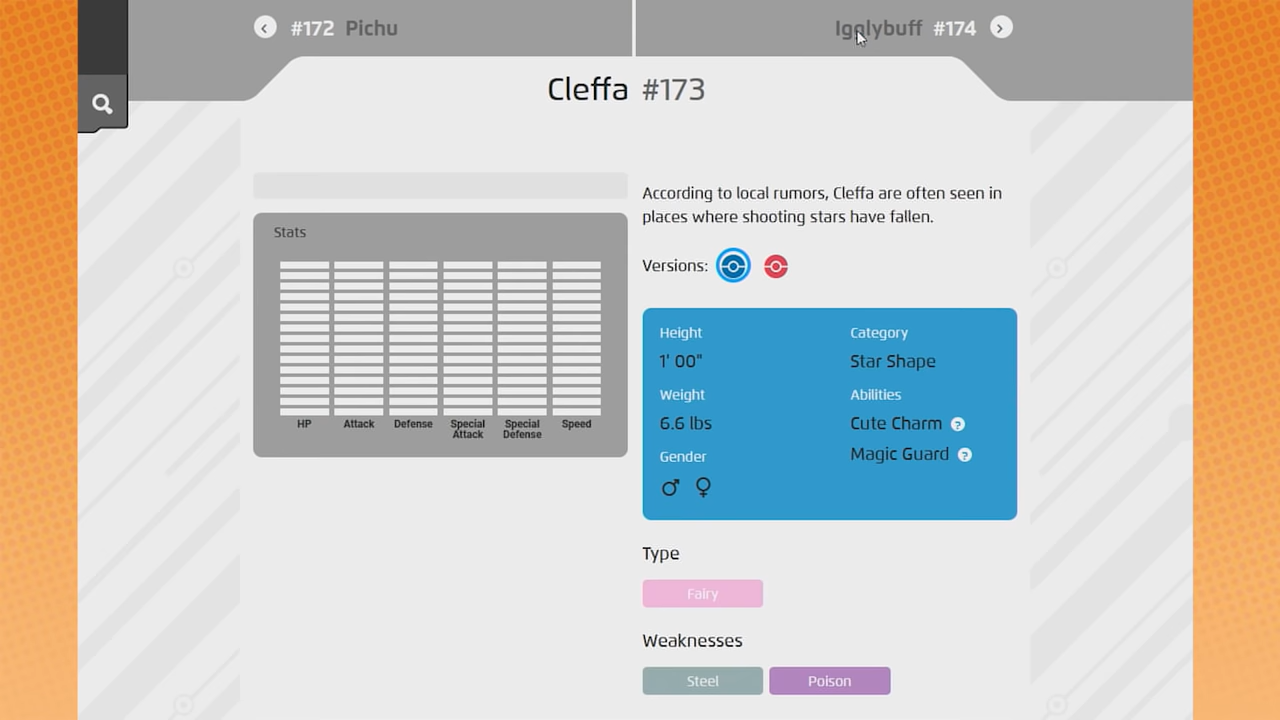 #172 Pichu
Igglybuff #174
Cleffa #173
According to local rumors, Cleffa are often seen in
places where shooting stars have fallen.
Versions:
Stats
HP
Attack
Defense
Special
Attack
Special
Defense
Speed
Height
1' 00"
Weight
6.6 lbs
Gender
Category
Star Shape
Abilities
Cute Charm ?
Magic Guard ?
Type
Fairy
Weaknesses
Steel
Poison